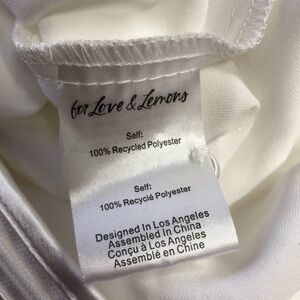 for Love & Lemons
Self:
100% Recycled Polyester
Self:
100% Recyclé Polyester
Designed In Los Angeles
Assembled In China
Conçu à Los Angeles
Assemblé en Chine